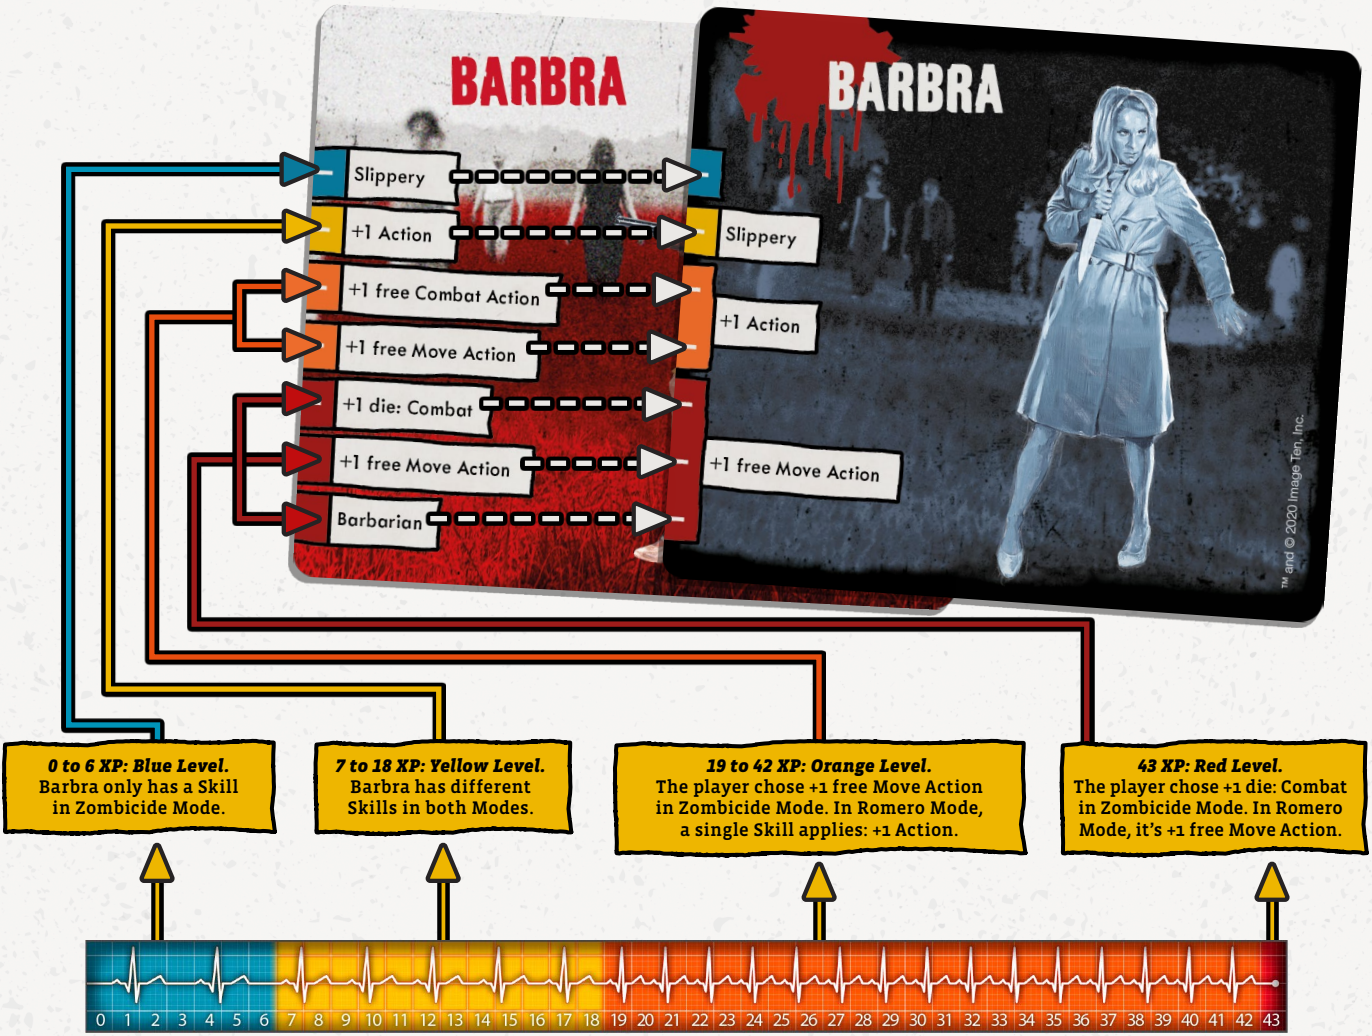 BARBRA
BARBRA
Slippery
+1 Action
+1 free Combat Action
+1 free Move Action
+1 die: Combat
+1 free Move Action
Barbarian
Slippery
+1 Action
+1 free Move Action
™ and © 2020 Image Ten, Inc.
0 to 6 XP: Blue Level.
Barbra only has a Skill
in Zombicide Mode.
7 to 18 XP: Yellow Level.
Barbra has different
Skills in both Modes.
19 to 42 XP: Orange Level.
The player chose +1 free Move Action
in Zombicide Mode. In Romero Mode,
a single Skill applies: +1 Action.
43 XP: Red Level.
The player chose +1 die: Combat
in Zombicide Mode. In Romero
Mode, it's +1 free Move Action.
0 1 2 3 4 5 6 7 8 9 10 11 12 13 14 15 16 17 18 19 20 21 22 23 24 25 26 27 28 29 30 31 32 33 34 35 36 37 38 39 40 41 42 43